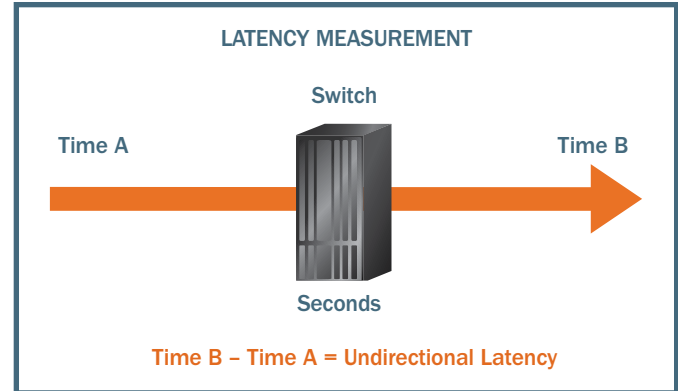 LATENCY MEASUREMENT
Switch
Time A
Time B
Seconds
Time B – Time A = Undirectional Latency